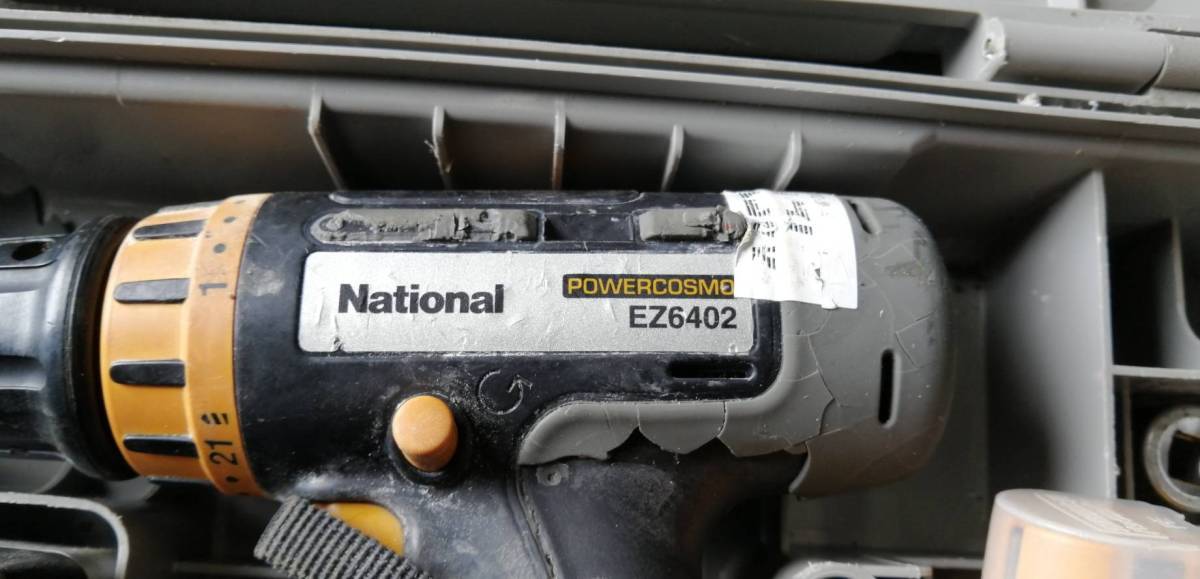 National
POWERCOSMO
EZ6402
1
21